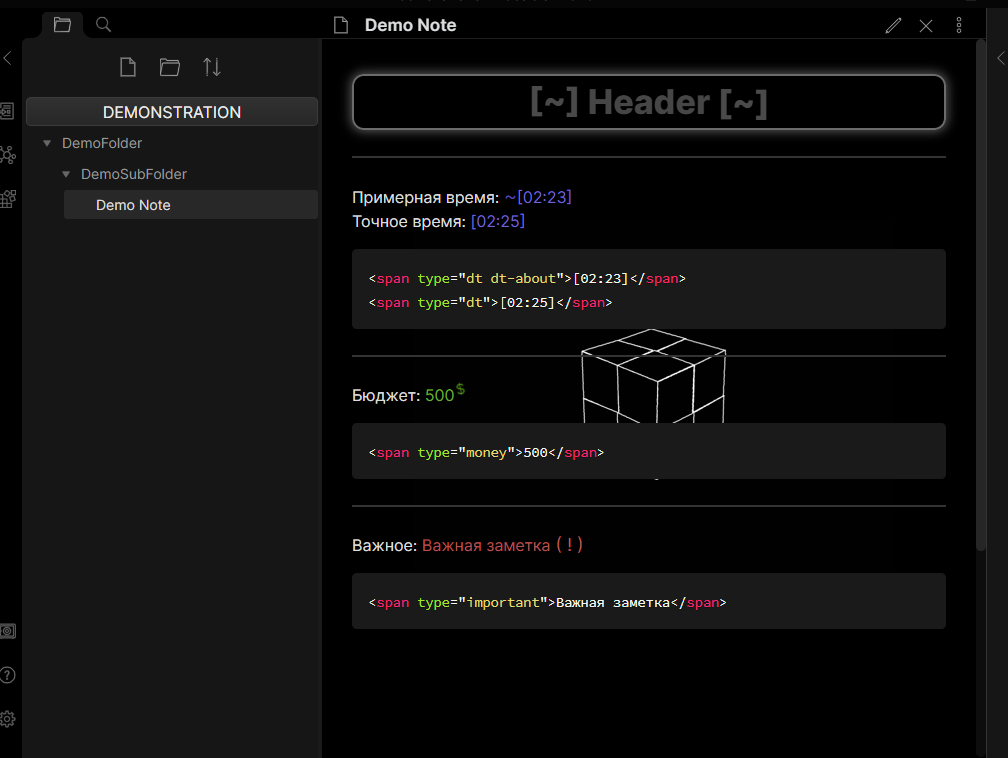 Demo Note
DEMONSTRATION
DemoFolder
DemoSubFolder
Demo Note
[~] Header [~]
Примерная время: ~[02:23]
Точное время: [02:25]
<span type="dt dt-about">[02:23]</span>
<span type="dt">[02:25]</span>
Бюджет: 500$
<span type="money">500</span>
Важное: Важная заметка (!)
<span type="important">Важная заметка</span>